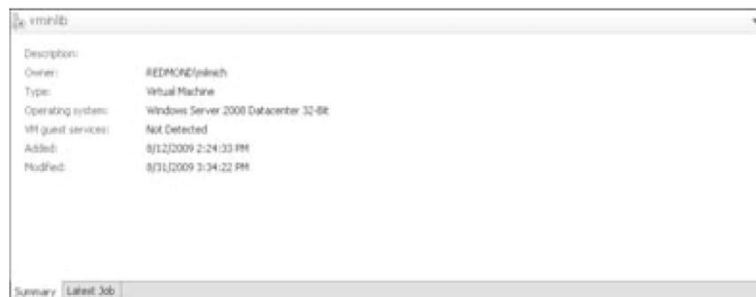 vminlib
Description:
Owner: REDMOND\mlmich
Type: Virtual Machine
Operating system: Windows Server 2008 Datacenter 32-Bit
VM guest services: Not Detected
Added: 8/12/2009 2:24:33 PM
Modified: 8/31/2009 3:34:22 PM
Summary Latest Job